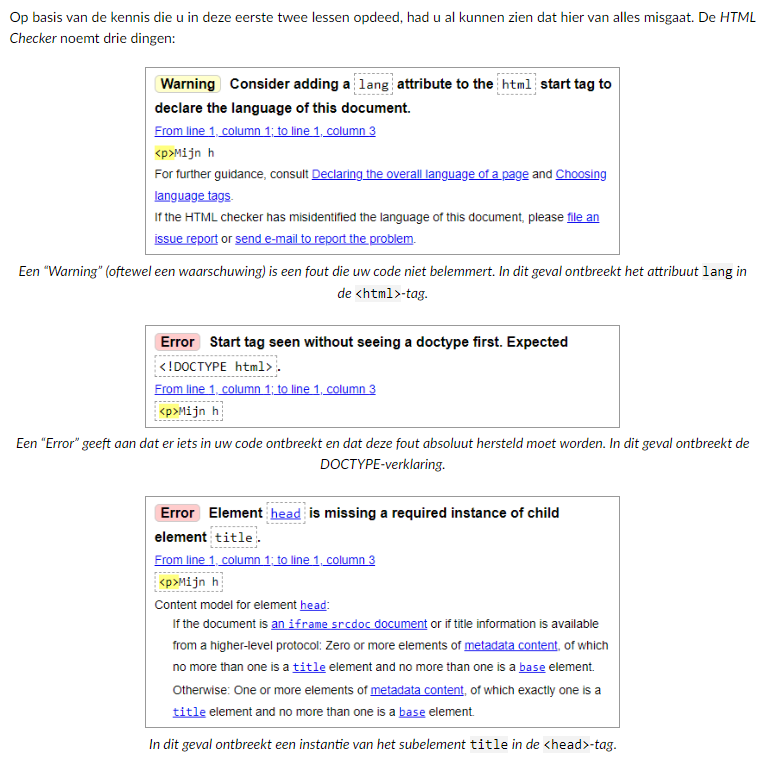 Op basis van de kennis die u in deze eerste twee lessen opdeed, had u al kunnen zien dat hier van alles misgaat. De HTML
Checker noemt drie dingen:
Warning Consider adding a lang attribute to the html start tag to
declare the language of this document.
From line 1, column 1; to line 1, column 3
<p>Mijn h
For further guidance, consult Declaring the overall language of a page and Choosing
language tags.
If the HTML checker has misidentified the language of this document, please file an
issue report or send e-mail to report the problem.
Een “Warning” (oftewel een waarschuwing) is een fout die uw code niet belemmert. In dit geval ontbreekt het attribuut lang in
de <html>-tag.
Error Start tag seen without seeing a doctype first. Expected
<!DOCTYPE html>.
From line 1, column 1; to line 1, column 3
<p>Mijn h
Een “Error” geeft aan dat er iets in uw code ontbreekt en dat deze fout absoluut hersteld moet worden. In dit geval ontbreekt de
DOCTYPE-verklaring.
Error Element head is missing a required instance of child
element title.
From line 1, column 1; to line 1, column 3
<p>Mijn h
Content model for element head:
If the document is an iframe srcdoc document or if title information is available
from a higher-level protocol: Zero or more elements of metadata content, of which
no more than one is a title element and no more than one is a base element.
Otherwise: One or more elements of metadata content, of which exactly one is a
title element and no more than one is a base element.
In dit geval ontbreekt een instantie van het subelement title in de <head>-tag.